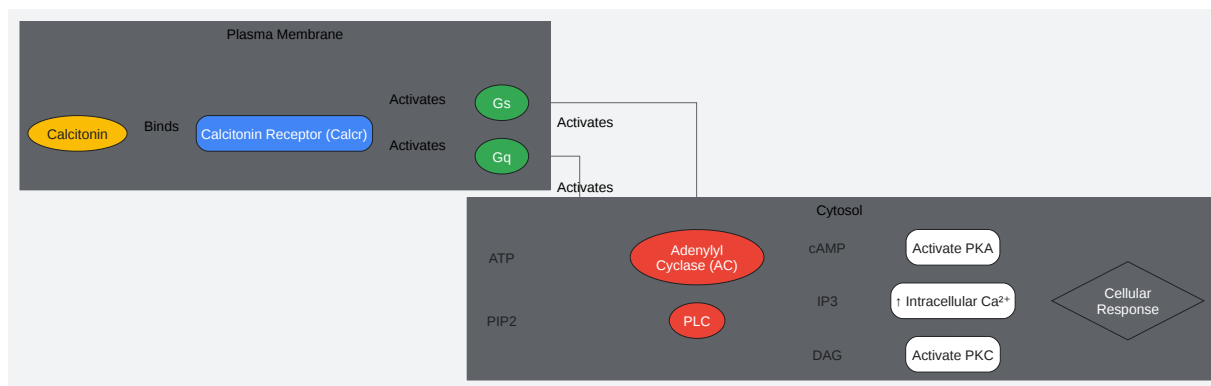 Plasma Membrane
Calcitonin
Binds
Calcitonin Receptor (Calcr)
Activates
Activates
Gs
Gq
Activates
Activates
Cytosol
ATP
PIP2
Adenylyl
Cyclase (AC)
PLC
cAMP
IP3
DAG
Activate PKA
↑ Intracellular Ca²⁺
Activate PKC
Cellular
Response